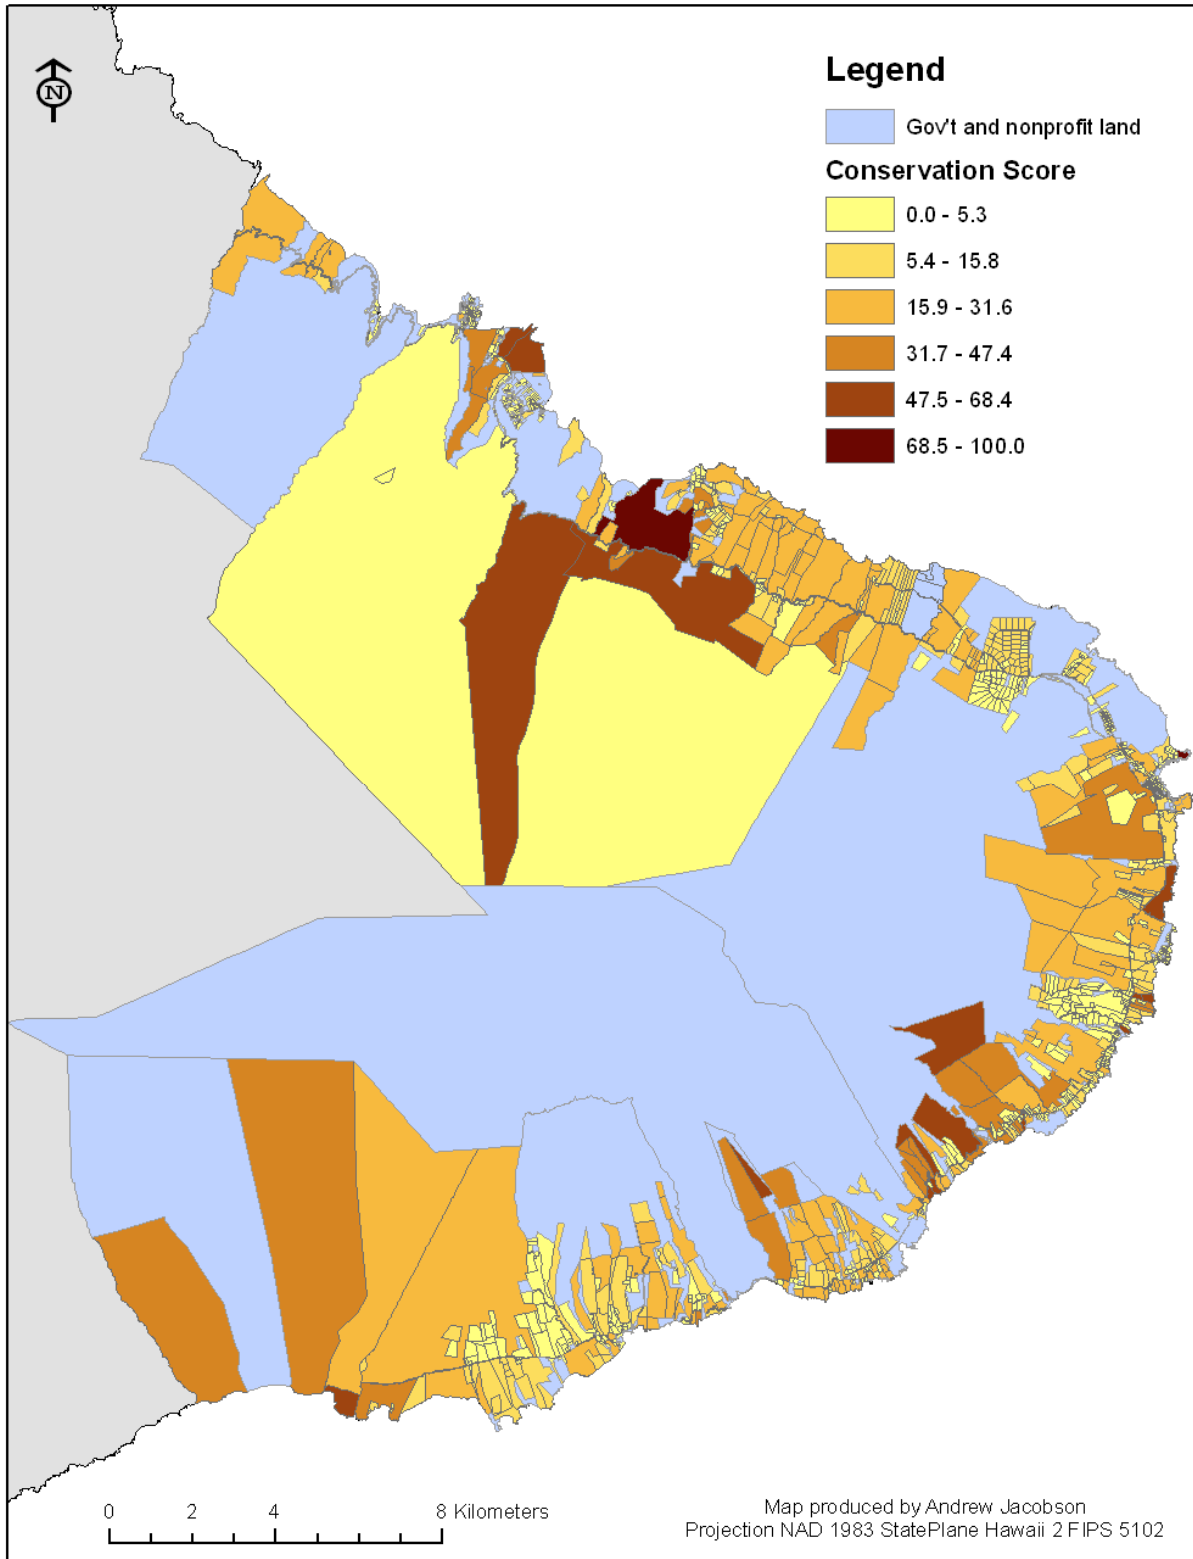 N
Legend
Gov't and nonprofit land
Conservation Score
0.0 - 5.3
5.4 - 15.8
15.9 - 31.6
31.7 - 47.4
47.5 - 68.4
68.5 - 100.0
0 2 4 8 Kilometers
Map produced by Andrew Jacobson
Projection NAD 1983 StatePlane Hawaii 2 FIPS 5102